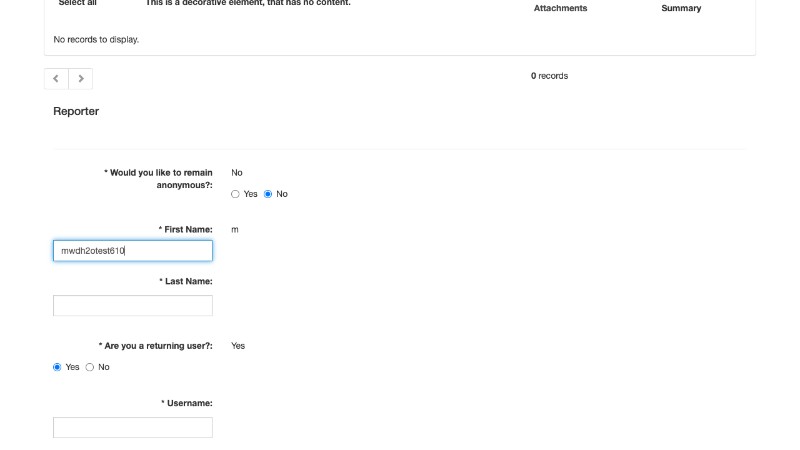 Select all
This is a decorative element, that has no content.
Attachments
Summary
No records to display.
0 records
Reporter
* Would you like to remain anonymous?:
No
Yes No
* First Name:
m
mwdh2otest610
* Last Name:
* Are you a returning user?:
Yes
Yes No
* Username: